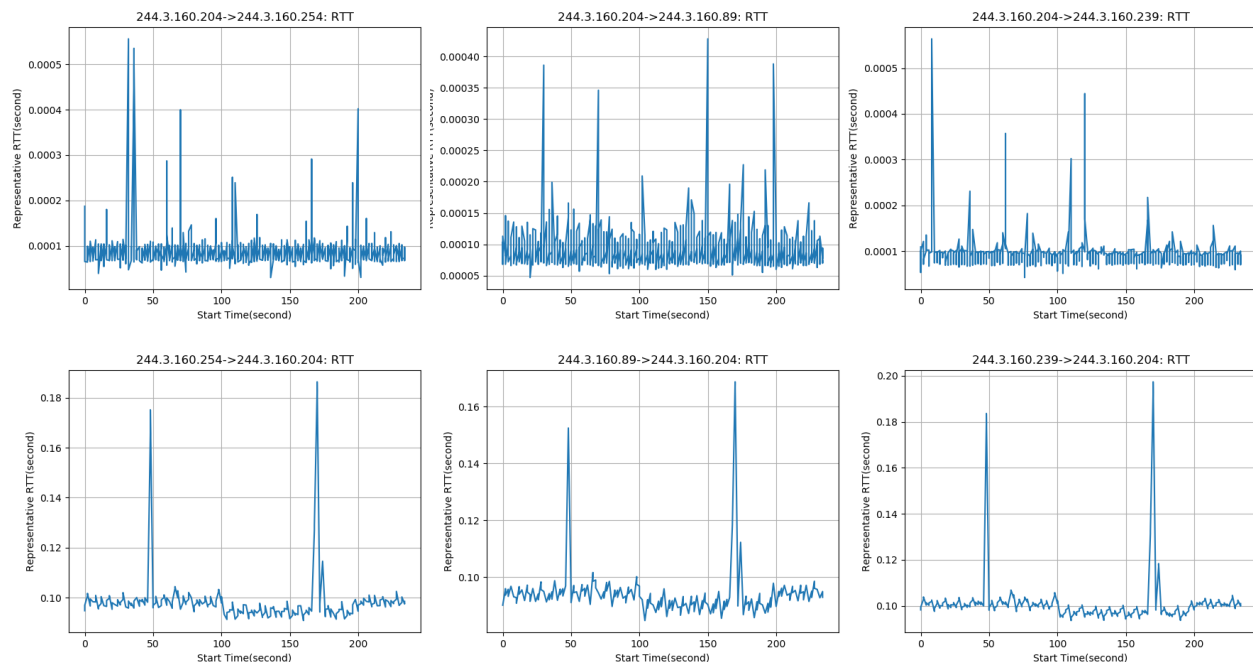 244.3.160.204->244.3.160.254: RTT
0.0005
0.0004
0.0003
0.0002
0.0001
Representative RTT(second)
0 50 100 150 200
Start Time(second)
244.3.160.204->244.3.160.89: RTT
0.00040
0.00035
0.00030
0.00025
0.00020
0.00015
0.00010
0.00005
Representative RTT(second)
0 50 100 150 200
Start Time(second)
244.3.160.204->244.3.160.239: RTT
0.0005
0.0004
0.0003
0.0002
0.0001
Representative RTT(second)
0 50 100 150 200
Start Time(second)
244.3.160.254->244.3.160.204: RTT
0.18
0.16
0.14
0.12
0.10
Representative RTT(second)
0 50 100 150 200
Start Time(second)
244.3.160.89->244.3.160.204: RTT
0.16
0.14
0.12
0.10
Representative RTT(second)
0 50 100 150 200
Start Time(second)
244.3.160.239->244.3.160.204: RTT
0.20
0.18
0.16
0.14
0.12
0.10
Representative RTT(second)
0 50 100 150 200
Start Time(second)